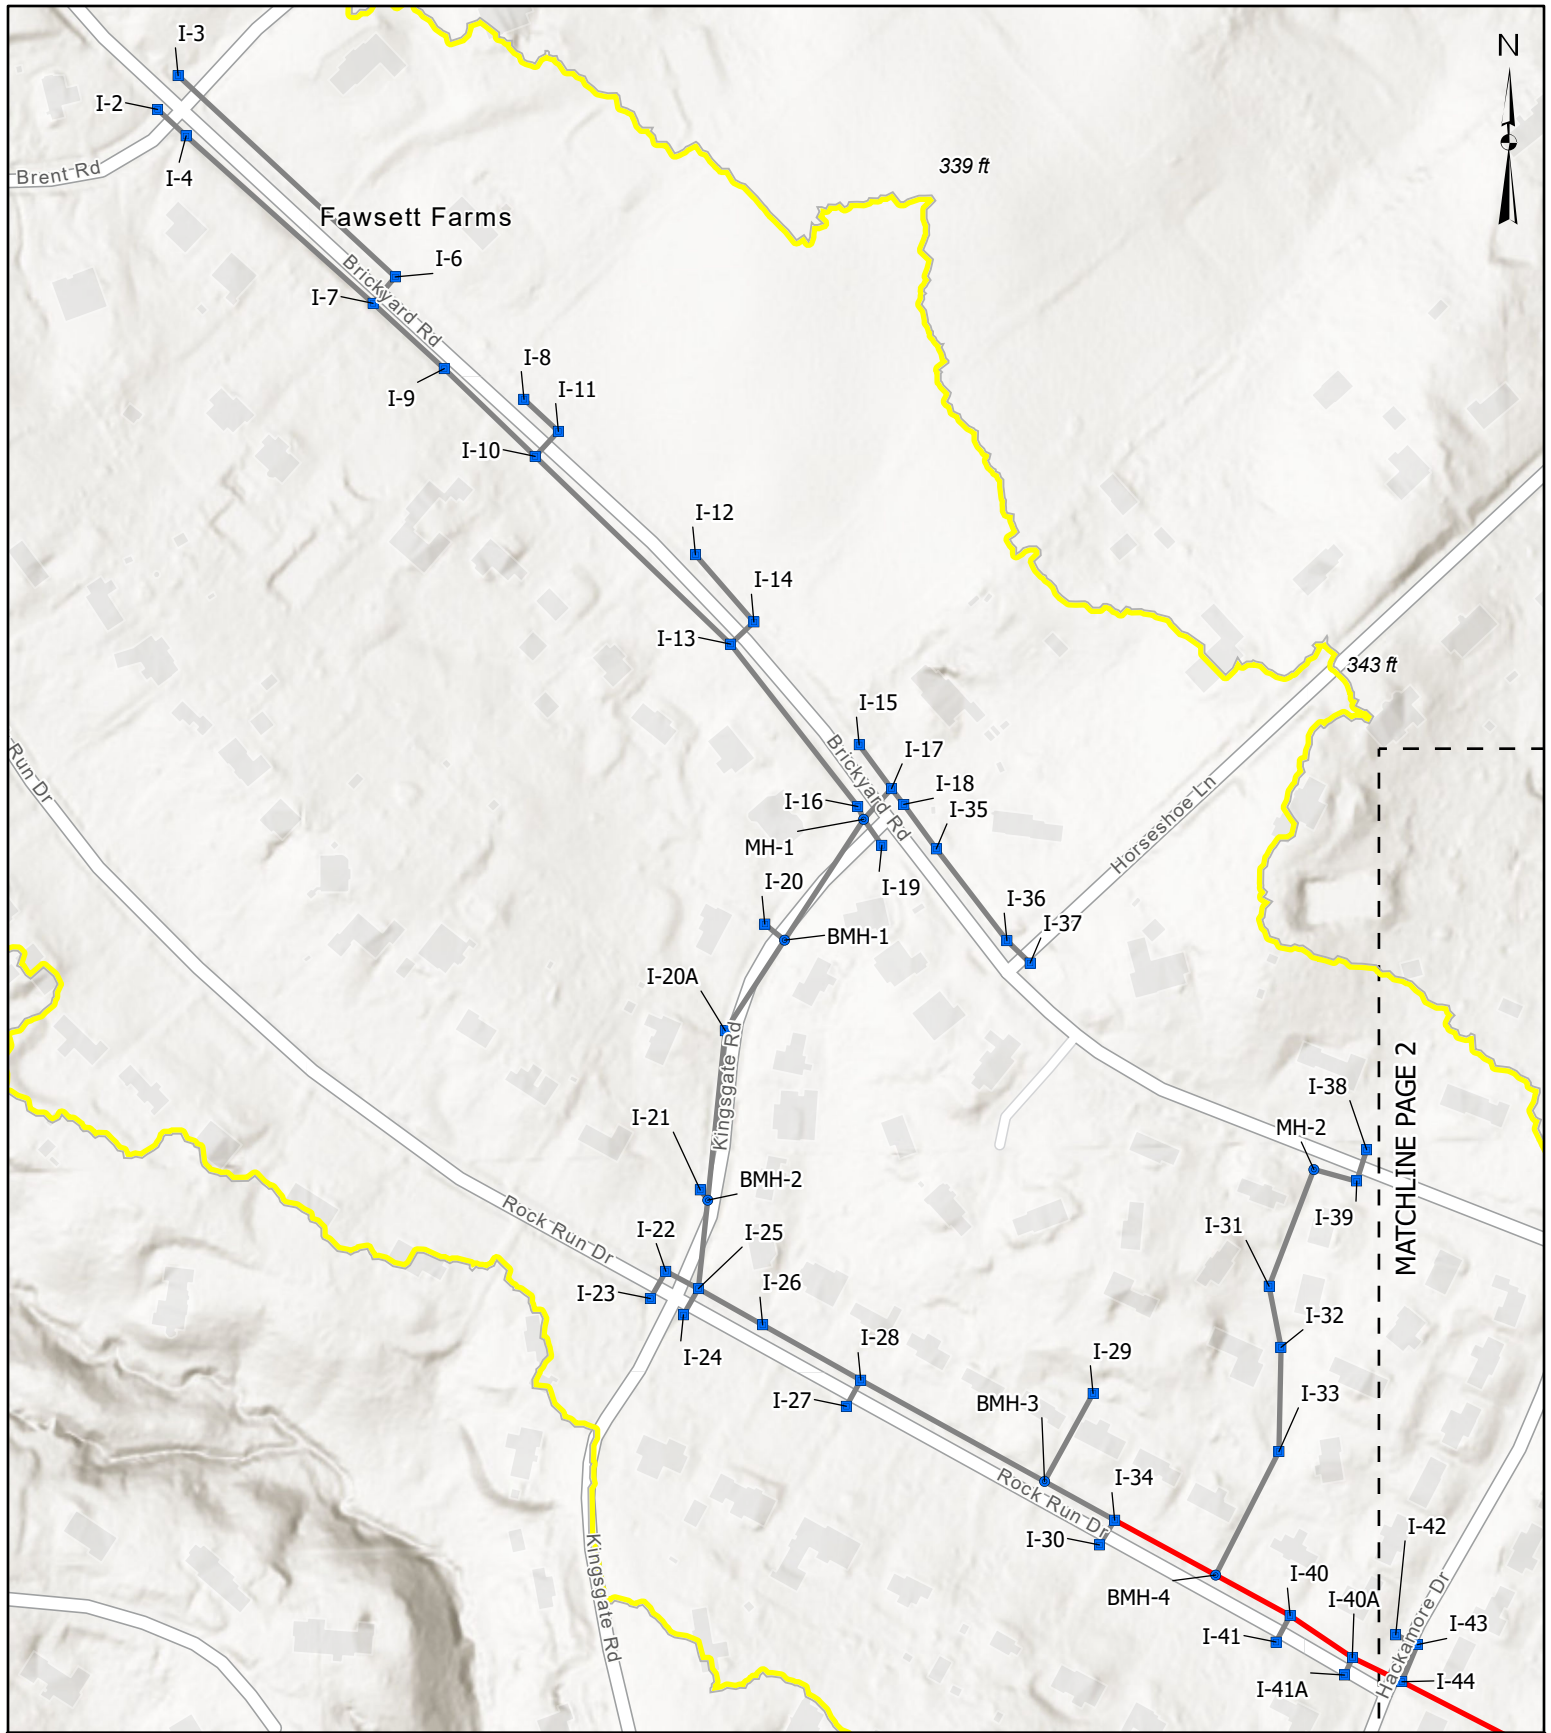 I-3
N
I-2
339 ft
Brent Rd
I-4
Fawsett Farms
I-6
Brickyard Rd
I-7
I-8
I-11
I-9
I-10
I-12
I-14
I-13
343 ft
I-15
Brickyard Rd
I-17
Run Dr
I-16
I-18
I-35
MH-1
Horseshoe Ln
I-20
I-19
I-36
I-37
BMH-1
I-20A
Kingsgate Rd
MATCHLINE PAGE 2
I-38
I-21
MH-2
BMH-2
Rock Run Dr
I-22
I-25
I-39
I-31
I-23
I-26
I-32
I-24
I-28
I-29
I-27
BMH-3
I-33
Rock Run Dr
I-34
I-30
I-42
Kingsgate Rd
BMH-4
I-40
I-40A
Hackamore Dr
I-43
I-41
I-41A
I-44